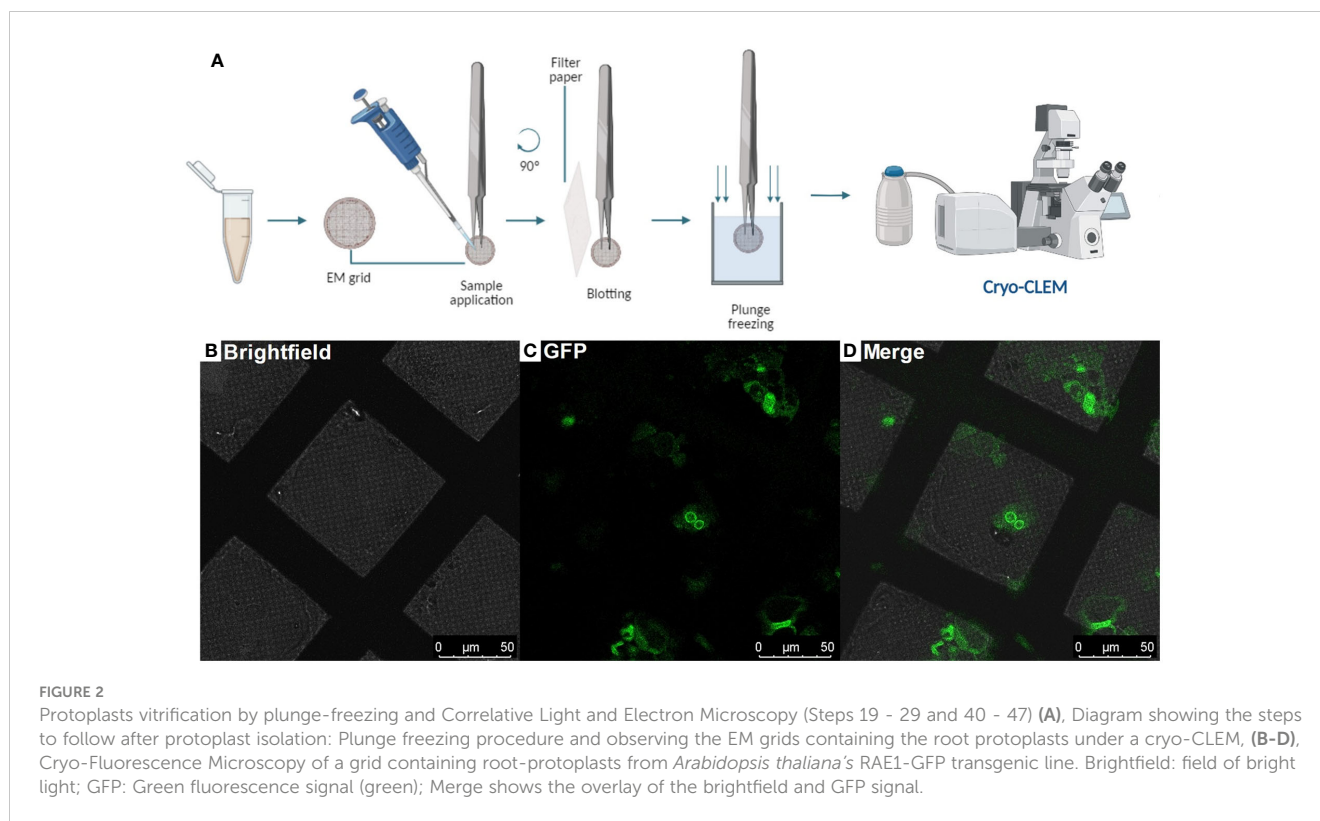 A
Filter
paper
90°
EM grid
Sample
application
Blotting
Plunge
freezing
Cryo-CLEM
B Brightfield
C GFP
D Merge
0 µm 50
0 µm 50
0 µm 50
FIGURE 2
Protoplasts vitrification by plunge-freezing and Correlative Light and Electron Microscopy (Steps 19 - 29 and 40 - 47) (A), Diagram showing the steps
to follow after protoplast isolation: Plunge freezing procedure and observing the EM grids containing the root protoplasts under a cryo-CLEM, (B-D),
Cryo-Fluorescence Microscopy of a grid containing root-protoplasts from Arabidopsis thaliana's RAE1-GFP transgenic line. Brightfield: field of bright
light; GFP: Green fluorescence signal (green); Merge shows the overlay of the brightfield and GFP signal.